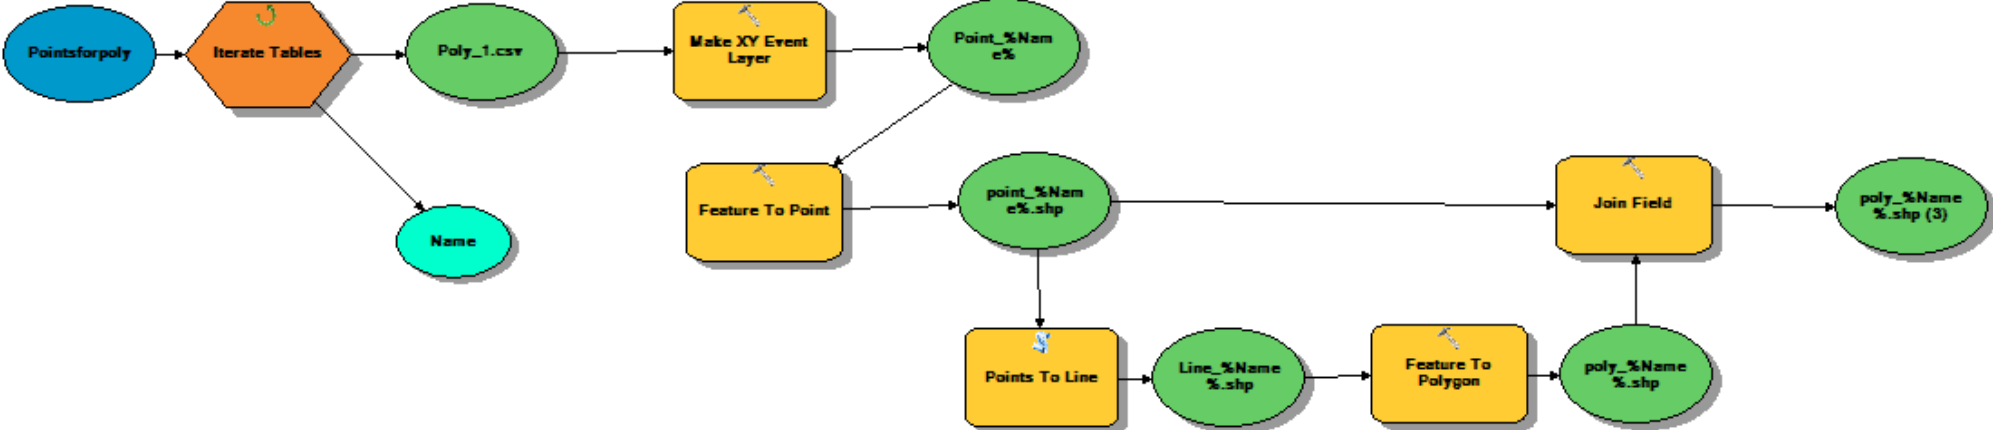 Pointsforpoly
Iterate Tables
Poly_1.csv
Make XY Event
Layer
Point_%Nam
e%
Name
Feature To Point
point_%Nam
e%.shp
Join Field
poly_%Name
%.shp (3)
Points To Line
Line_%Name
%.shp
Feature To
Polygon
poly_%Name
%.shp